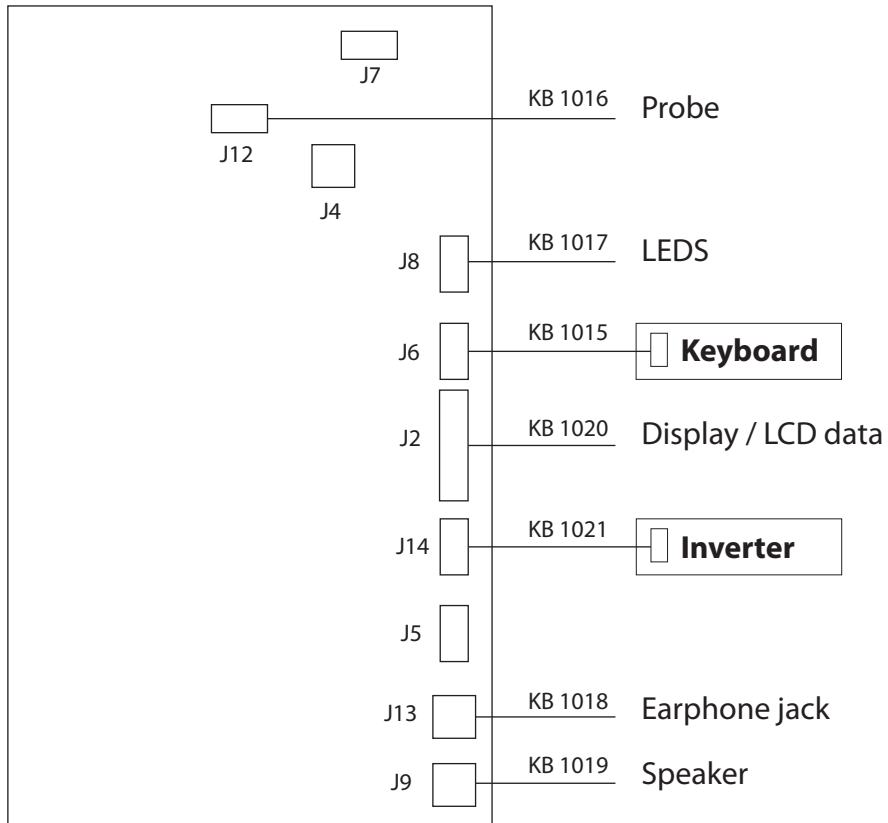 J7
KB 1016 Probe
J12
J4
J8 KB 1017 LEDS
J6 KB 1015 Keyboard
J2 KB 1020 Display / LCD data
J14 KB 1021 Inverter
J5
J13 KB 1018 Earphone jack
J9 KB 1019 Speaker